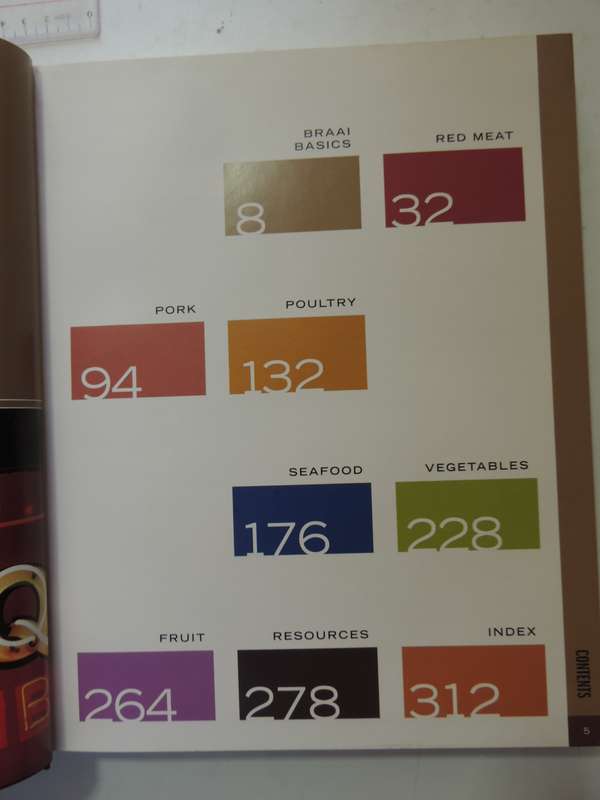 BRAAI
BASICS
8
RED MEAT
32
PORK
94
POULTRY
132
SEAFOOD
176
VEGETABLES
228
FRUIT
264
RESOURCES
278
INDEX
312
CONTENTS
5
Q
B